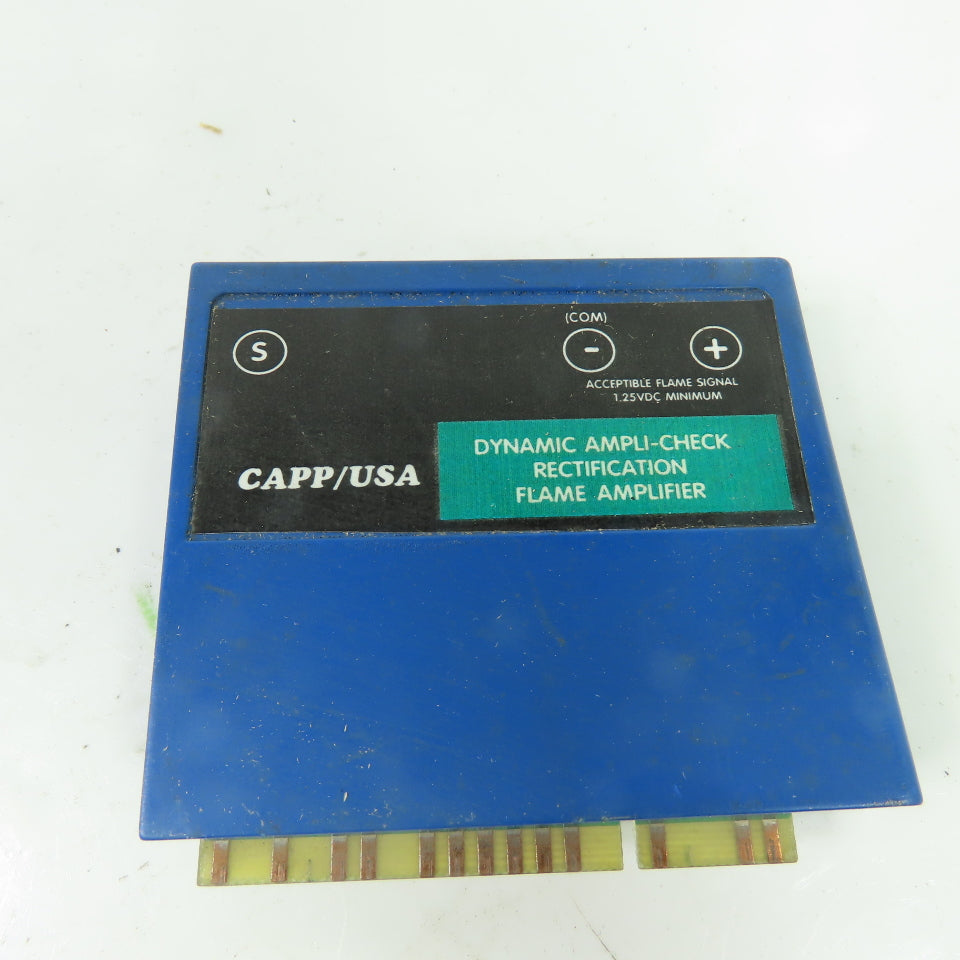 S
(COM)
- +
ACCEPTIBLE FLAME SIGNAL
1.25VDC MINIMUM
DYNAMIC AMPLI-CHECK
RECTIFICATION
FLAME AMPLIFIER
CAPP/USA